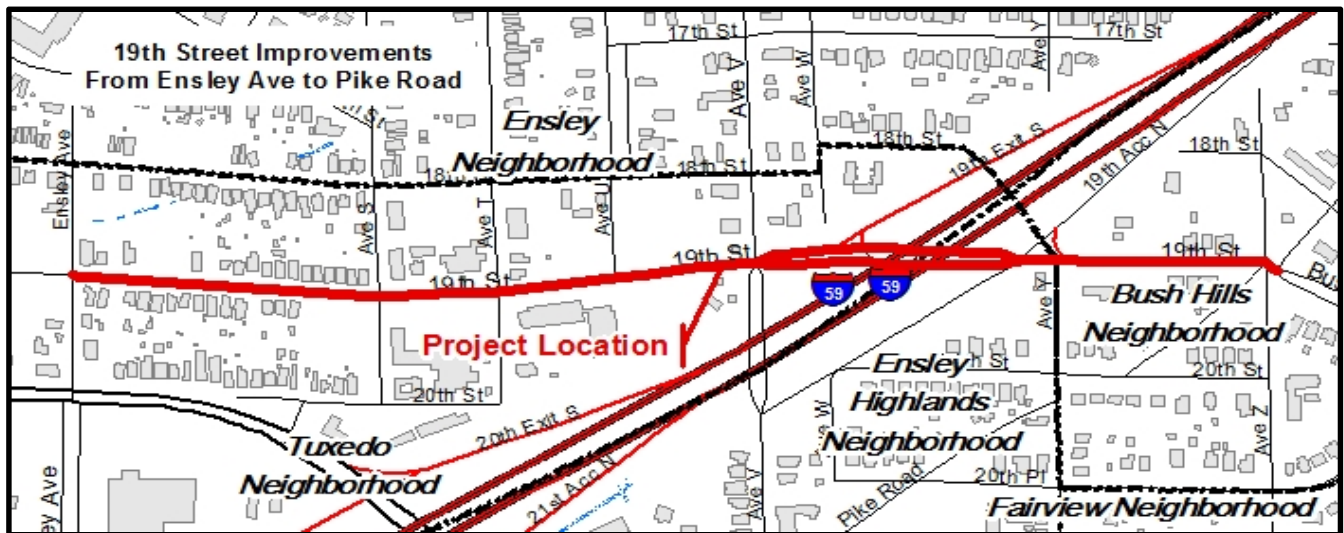 19th Street Improvements
From Ensley Ave to Pike Road
17th St
17th St
Ave Y
Ave V
Ave W
Ensley
Neighborhood
18th St
18th St
18th St
Ensley Ave
Ave S
Ave T
Ave U
19th Exit S
19th Acc N
19th St
19th St
19th St
59
59
Ave Y
Bush Hills
Neighborhood
Project Location
Ensley
Highlands
Neighborhood
20th St
20th St
20th Exit S
Tuxedo
Neighborhood
21st Acc N
Ave V
Pike Road
20th Pl
Ave Z
Fairview Neighborhood